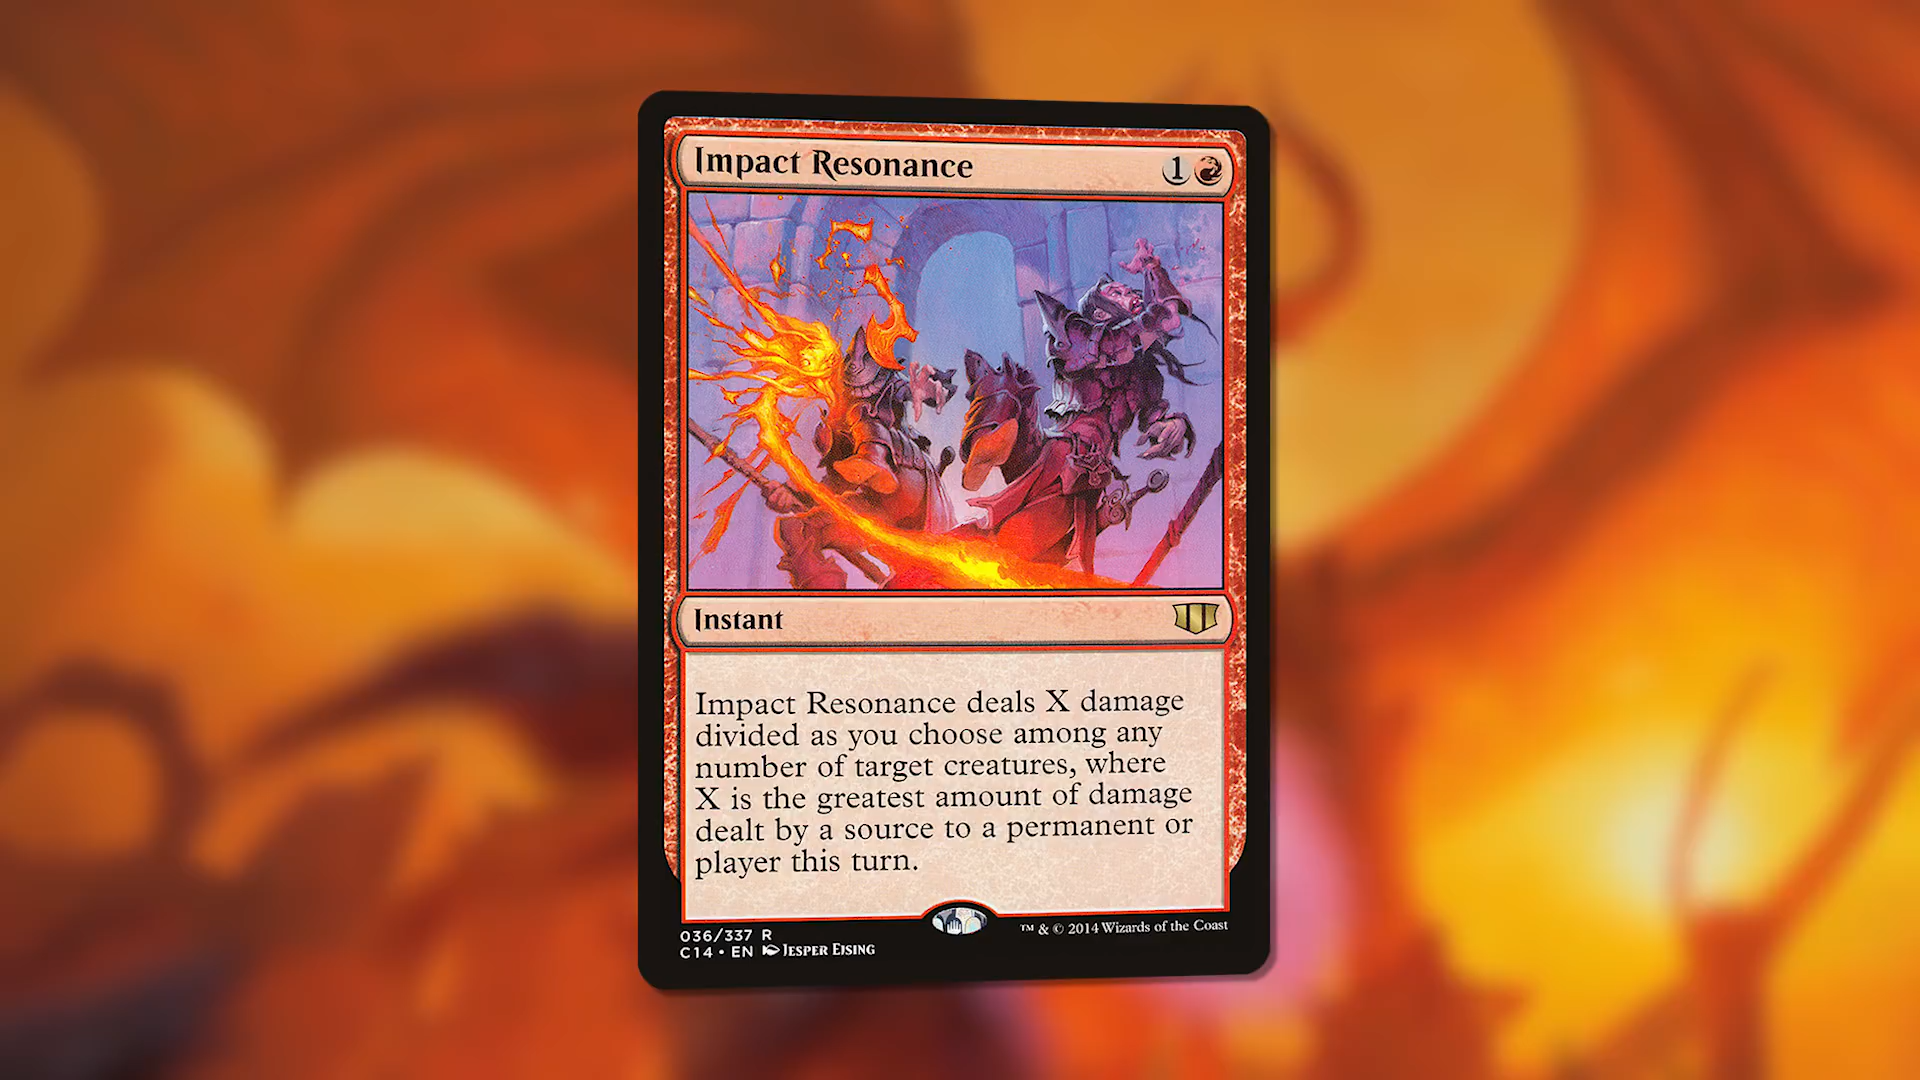 Impact Resonance 1
Instant
Impact Resonance deals X damage
divided as you choose among any
number of target creatures, where
X is the greatest amount of damage
dealt by a source to a permanent or
player this turn.
036/337 R
C14 • EN JESPER EJSING
™ & © 2014 Wizards of the Coast